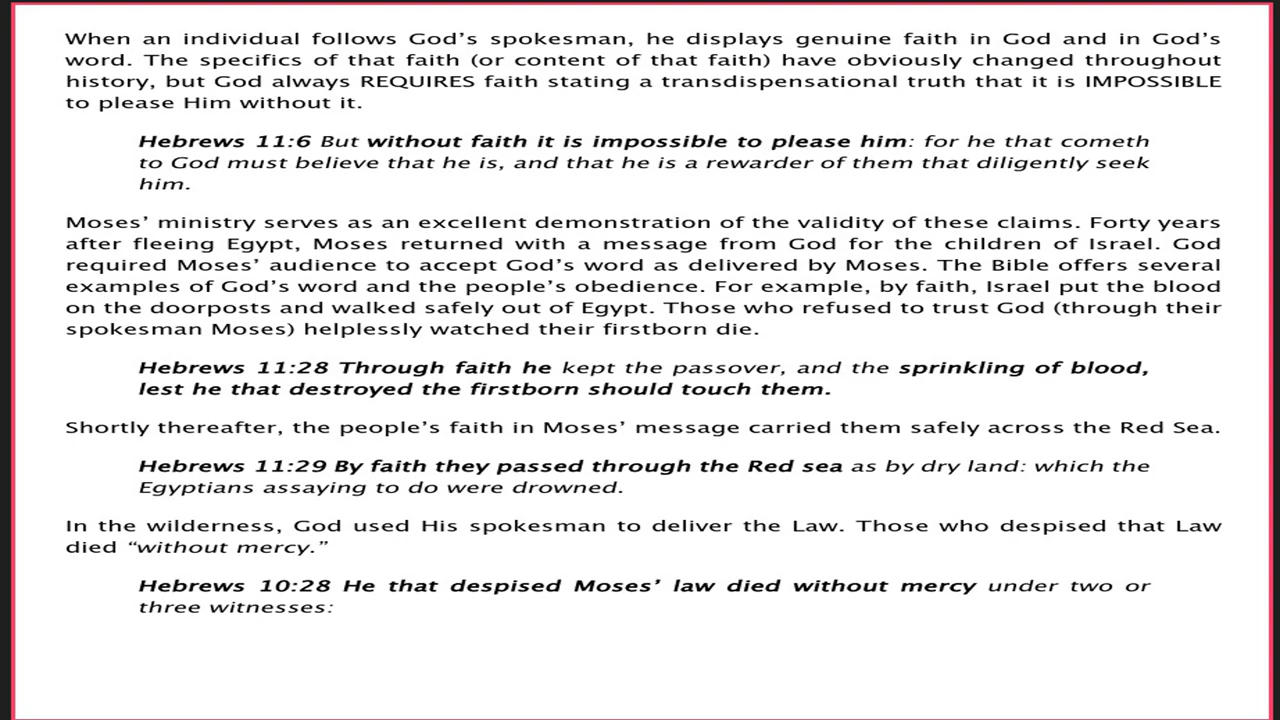 When an individual follows God’s spokesman, he displays genuine faith in God and in God’s
word. The specifics of that faith (or content of that faith) have obviously changed throughout
history, but God always REQUIRES faith stating a transdispensational truth that it is IMPOSSIBLE
to please Him without it.
Hebrews 11:6 But without faith it is impossible to please him: for he that cometh
to God must believe that he is, and that he is a rewarder of them that diligently seek
him.
Moses’ ministry serves as an excellent demonstration of the validity of these claims. Forty years
after fleeing Egypt, Moses returned with a message from God for the children of Israel. God
required Moses’ audience to accept God’s word as delivered by Moses. The Bible offers several
examples of God’s word and the people’s obedience. For example, by faith, Israel put the blood
on the doorposts and walked safely out of Egypt. Those who refused to trust God (through their
spokesman Moses) helplessly watched their firstborn die.
Hebrews 11:28 Through faith he kept the passover, and the sprinkling of blood,
lest he that destroyed the firstborn should touch them.
Shortly thereafter, the people’s faith in Moses’ message carried them safely across the Red Sea.
Hebrews 11:29 By faith they passed through the Red sea as by dry land: which the
Egyptians assaying to do were drowned.
In the wilderness, God used His spokesman to deliver the Law. Those who despised that Law
died “without mercy.”
Hebrews 10:28 He that despised Moses’ law died without mercy under two or
three witnesses: